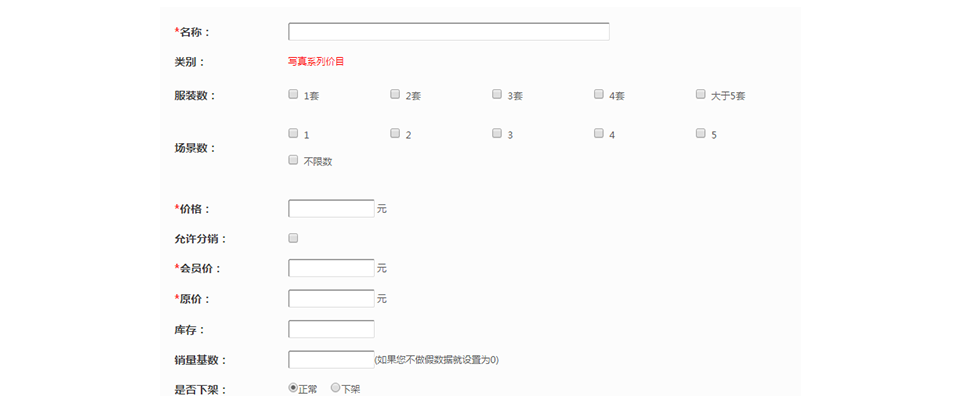 *名称：
类别： 写真系列价目
服装数： 1套 2套 3套 4套 大于5套
场景数： 1 2 3 4 5
不限数
*价格： 元
允许分销：
*会员价： 元
*原价： 元
库存：
销量基数： (如果您不做假数据就设置为0)
是否下架： 正常 下架